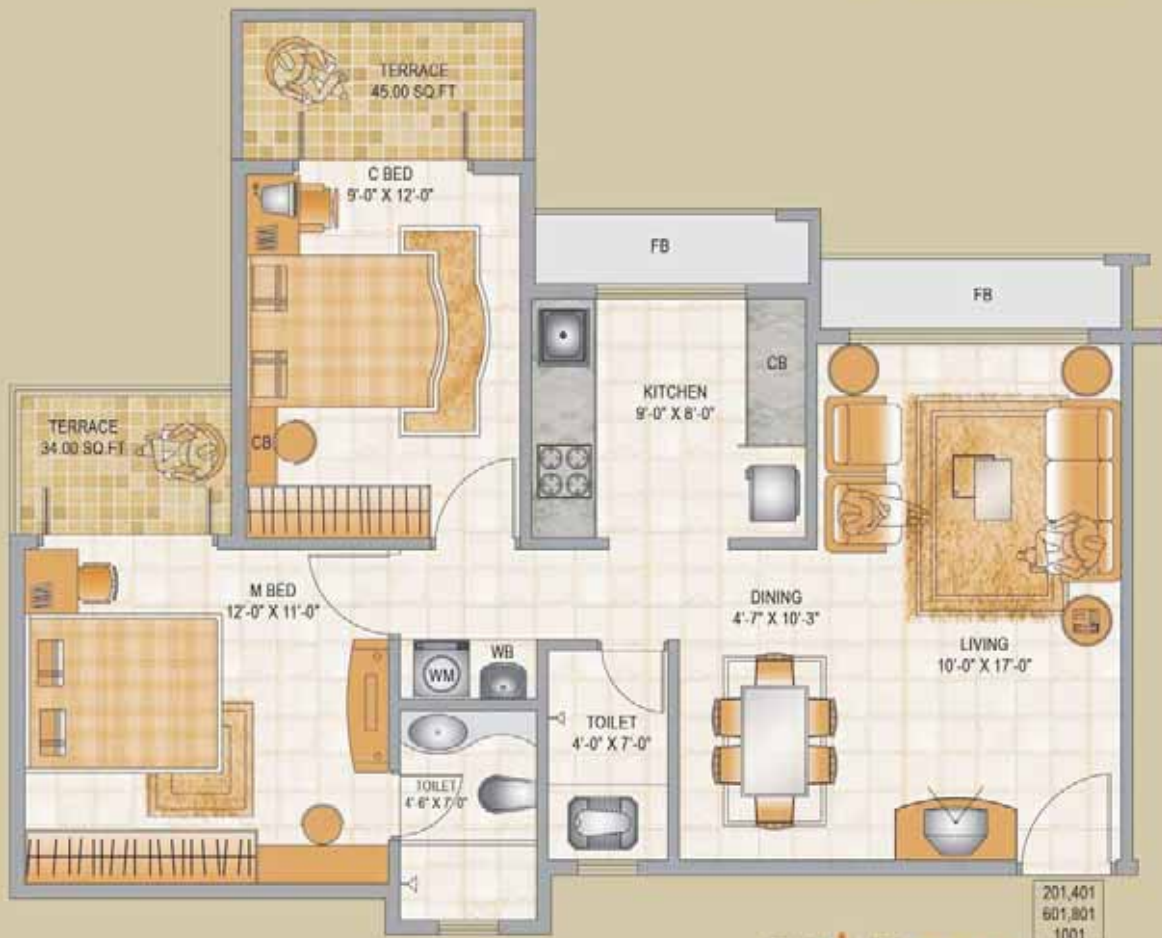 TERRACE
45.00 SQ.FT
C BED
9'-0" X 12'-0"
FB
FB
CB
KITCHEN
9'-0" X 8'-0"
TERRACE
34.00 SQ.FT
CB
M BED
12'-0" X 11'-0"
DINING
4'-7" X 10'-3"
LIVING
10'-0" X 17'-0"
WM
WB
TOILET
4'-0" X 7'-0"
TOILET
4'-6" X 7'-0"
201,401
601,801
1001